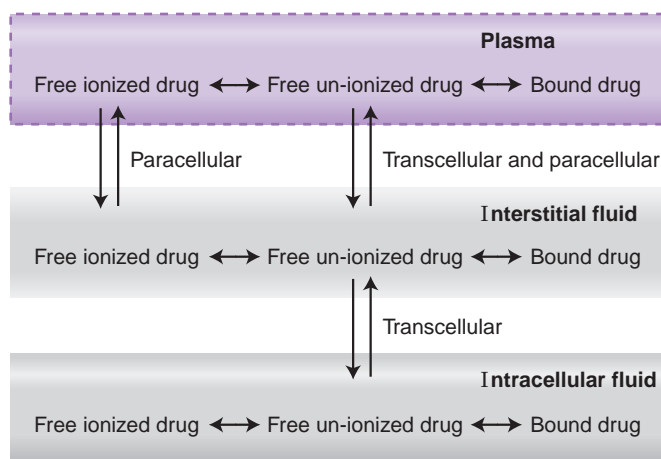 Plasma
Free ionized drug Free un-ionized drug Bound drug
Paracellular Transcellular and paracellular
Interstitial fluid
Free ionized drug Free un-ionized drug Bound drug
Transcellular
Intracellular fluid
Free ionized drug Free un-ionized drug Bound drug